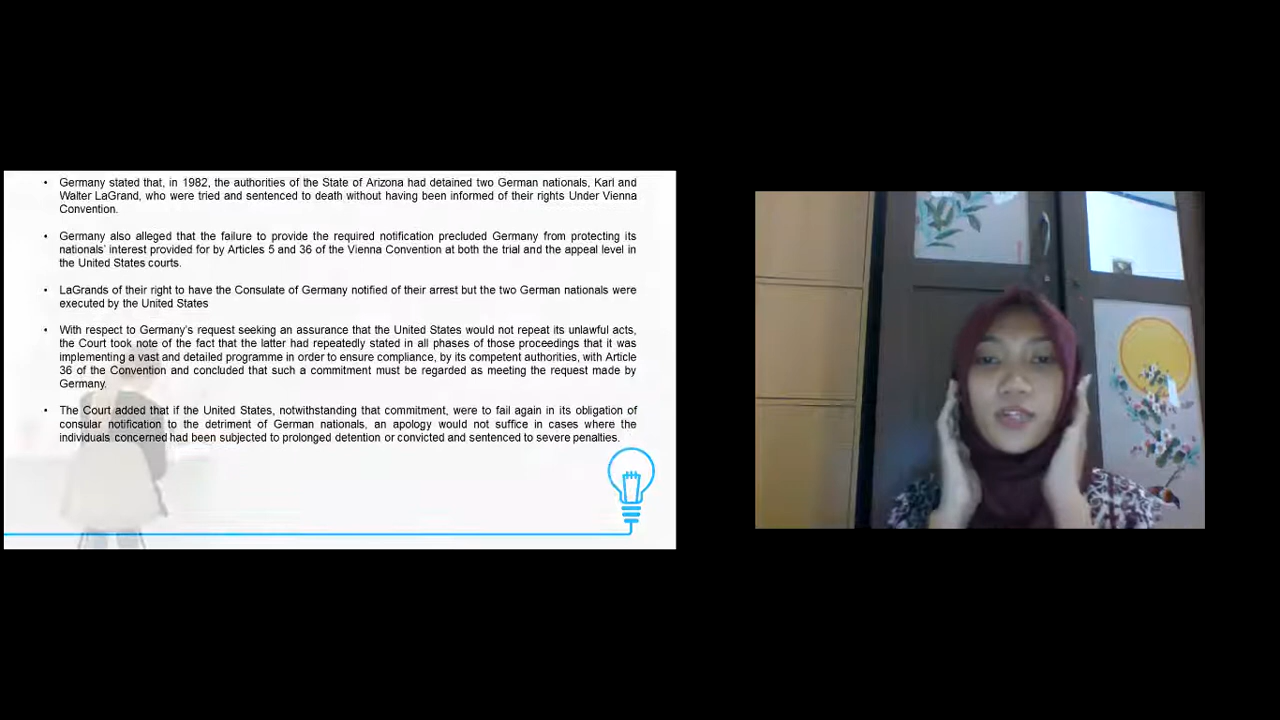 • Germany stated that, in 1982, the authorities of the State of Arizona had detained two German nationals, Karl and
Walter LaGrand, who were tried and sentenced to death without having been informed of their rights Under Vienna
Convention.
• Germany also alleged that the failure to provide the required notification precluded Germany from protecting its
nationals' interest provided for by Articles 5 and 36 of the Vienna Convention at both the trial and the appeal level in
the United States courts.
• LaGrands of their right to have the Consulate of Germany notified of their arrest but the two German nationals were
executed by the United States
• With respect to Germany's request seeking an assurance that the United States would not repeat its unlawful acts,
the Court took note of the fact that the latter had repeatedly stated in all phases of those proceedings that it was
implementing a vast and detailed programme in order to ensure compliance, by its competent authorities, with Article
36 of the Convention and concluded that such a commitment must be regarded as meeting the request made by
Germany.
• The Court added that if the United States, notwithstanding that commitment, were to fail again in its obligation of
consular notification to the detriment of German nationals, an apology would not suffice in cases where the
individuals concerned had been subjected to prolonged detention or convicted and sentenced to severe penalties.